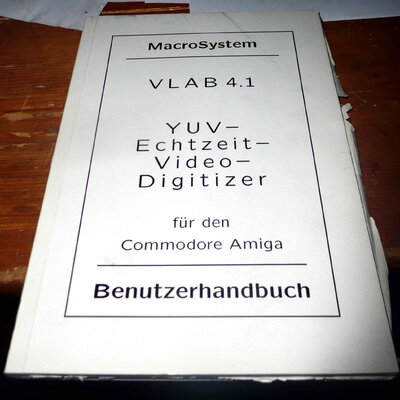 MacroSystem
VLAB 4.1
YUV–
Echtzeit–
Video–
Digitizer
für den
Commodore Amiga
Benutzerhandbuch